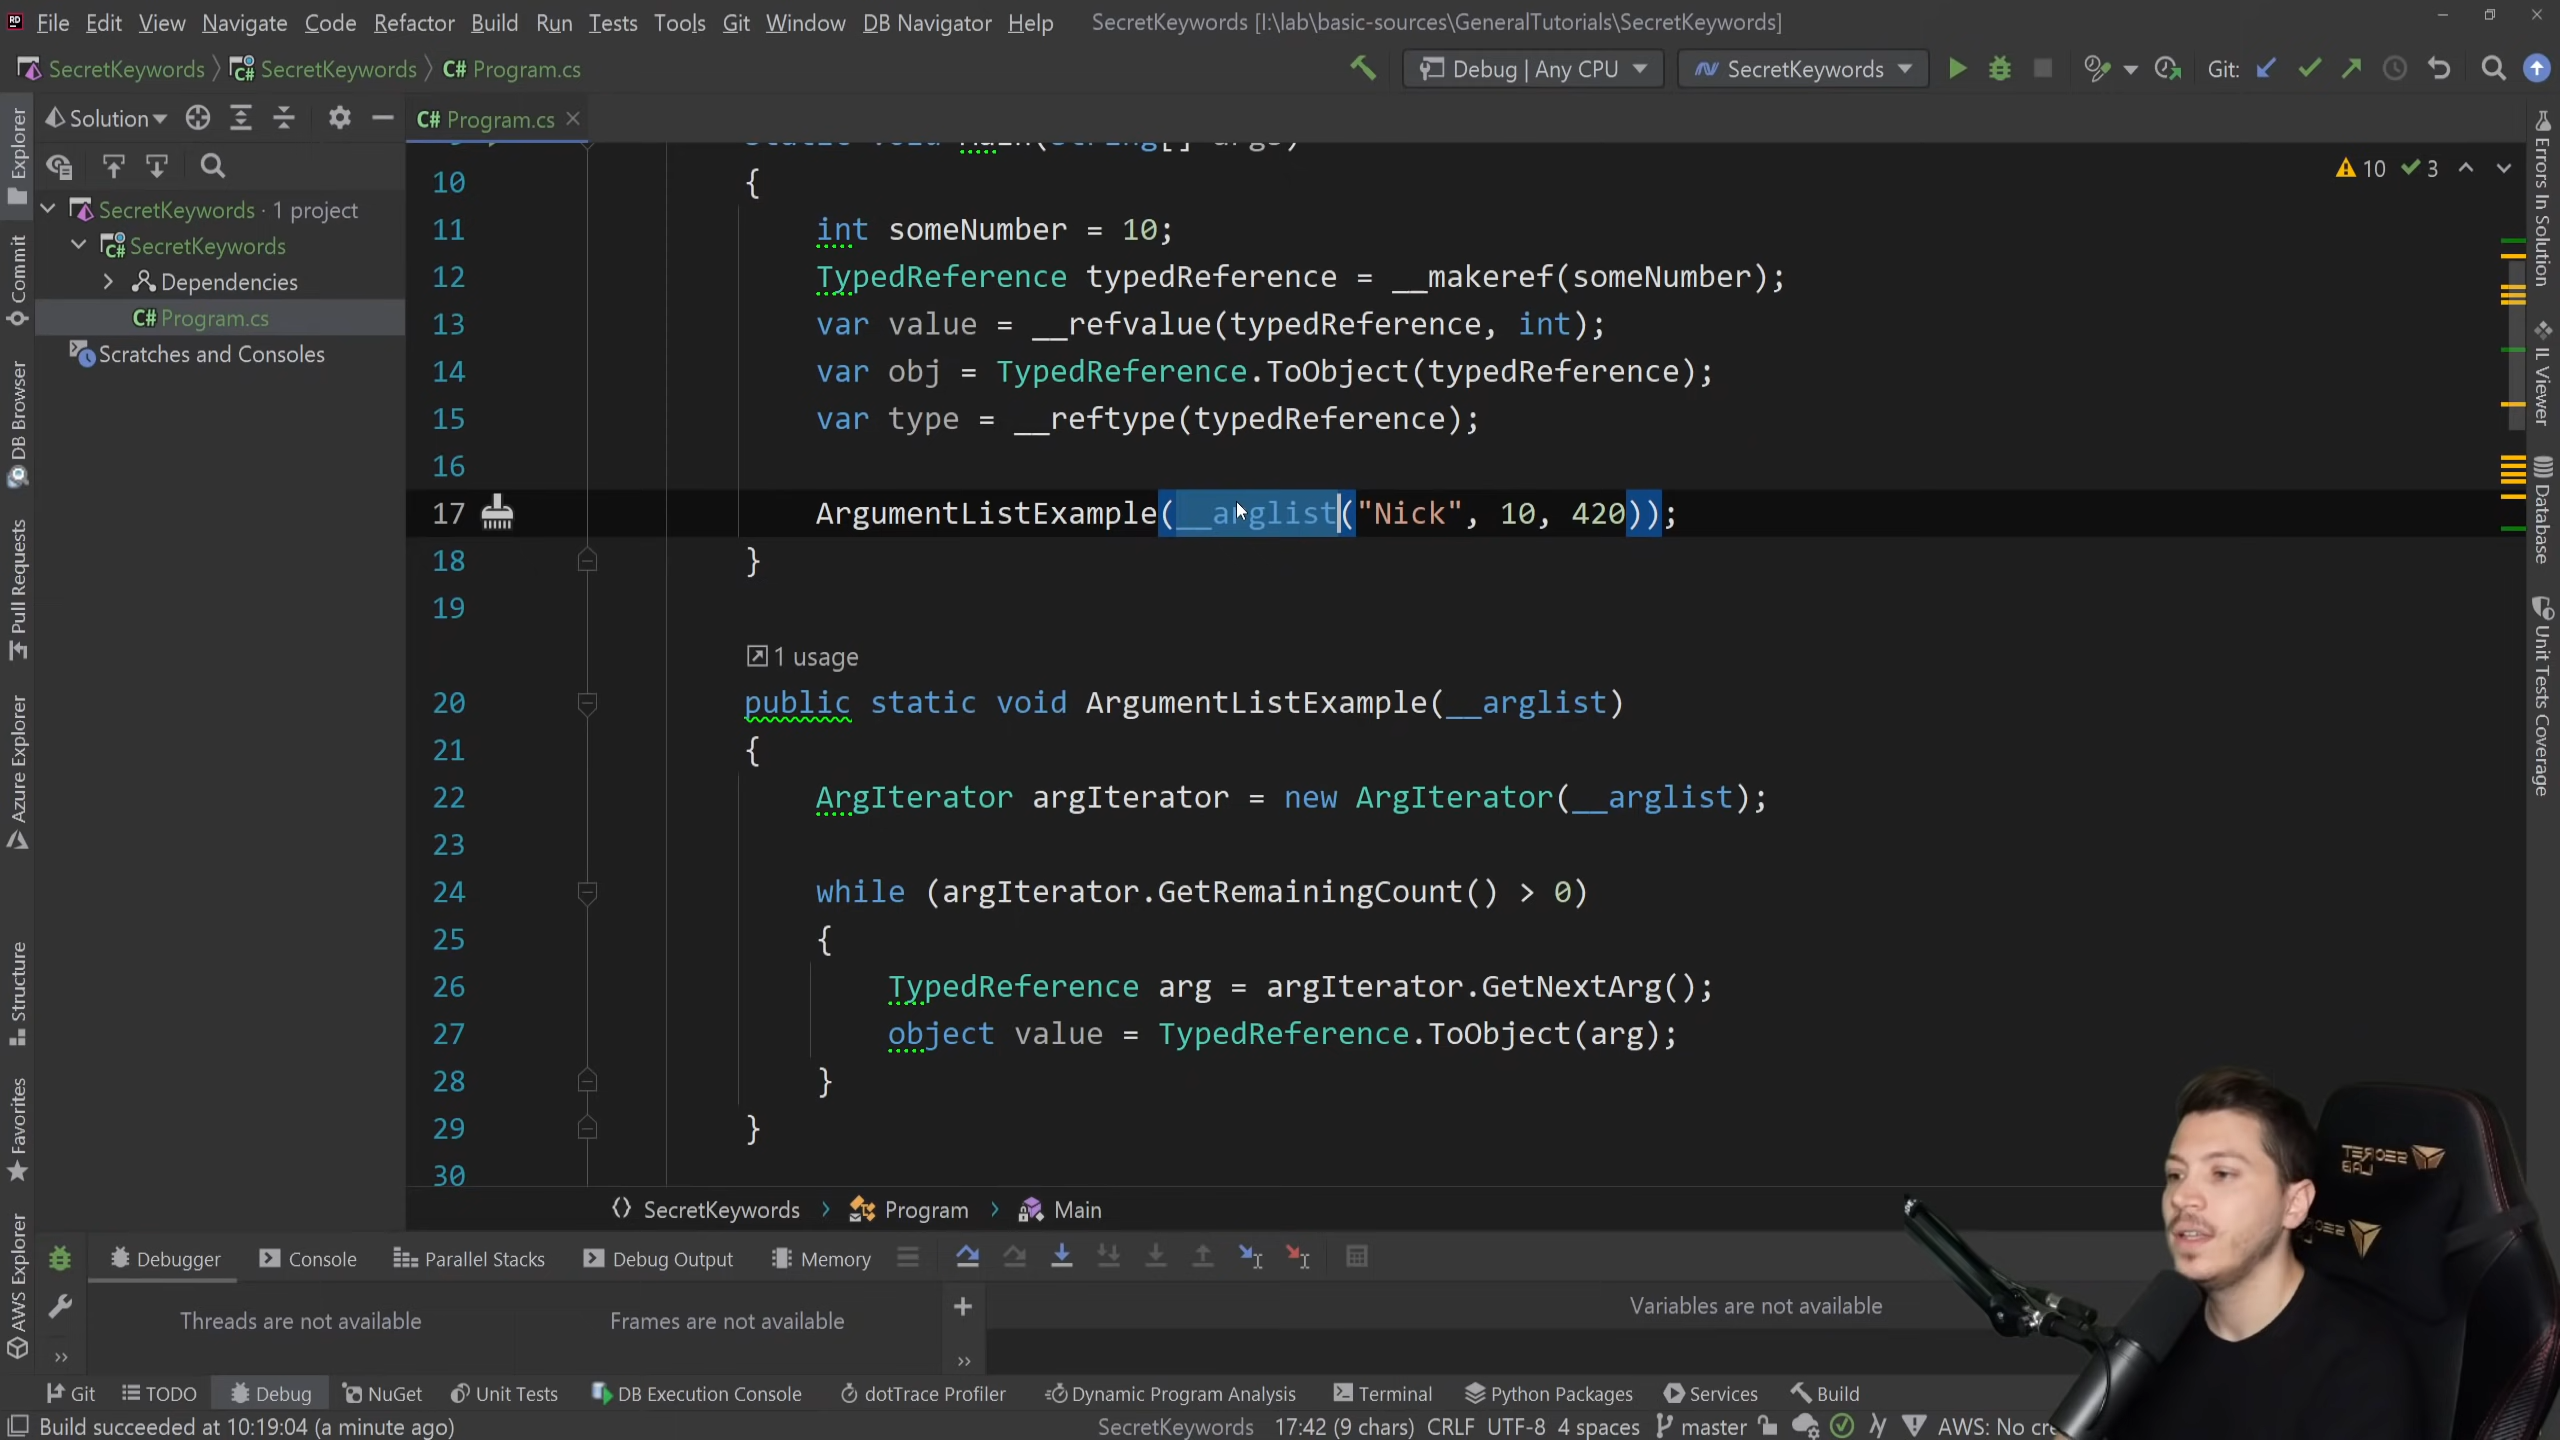 File Edit View Navigate Code Refactor Build Run Tests Tools Git Window DB Navigator Help SecretKeywords [I:\lab\basic-sources\GeneralTutorials\SecretKeywords]
SecretKeywords SecretKeywords C# Program.cs Debug | Any CPU SecretKeywords Git:
Solution C# Program.cs
10 3
SecretKeywords · 1 project
SecretKeywords
Dependencies
C# Program.cs
Scratches and Consoles
Explorer
Commit
DB Browser
Pull Requests
Azure Explorer
Structure
Favorites
AWS Explorer
10 {
11 int someNumber = 10;
12 TypedReference typedReference = __makeref(someNumber);
13 var value = __refvalue(typedReference, int);
14 var obj = TypedReference.ToObject(typedReference);
15 var type = __reftype(typedReference);
16
17 ArgumentListExample(__arglist("Nick", 10, 420));
18 }
19
1 usage
20 public static void ArgumentListExample(__arglist)
21 {
22 ArgIterator argIterator = new ArgIterator(__arglist);
23
24 while (argIterator.GetRemainingCount() > 0)
25 {
26 TypedReference arg = argIterator.GetNextArg();
27 object value = TypedReference.ToObject(arg);
28 }
29 }
30
Errors In Solution
IL Viewer
Database
Unit Tests Coverage
SecretKeywords Program Main
Debugger Console Parallel Stacks Debug Output Memory
Threads are not available Frames are not available Variables are not available
Git TODO Debug NuGet Unit Tests DB Execution Console dotTrace Profiler Dynamic Program Analysis Terminal Python Packages Services Build
Build succeeded at 10:19:04 (a minute ago) SecretKeywords 17:42 (9 chars) CRLF UTF-8 4 spaces master AWS: No
SECRET
LAB